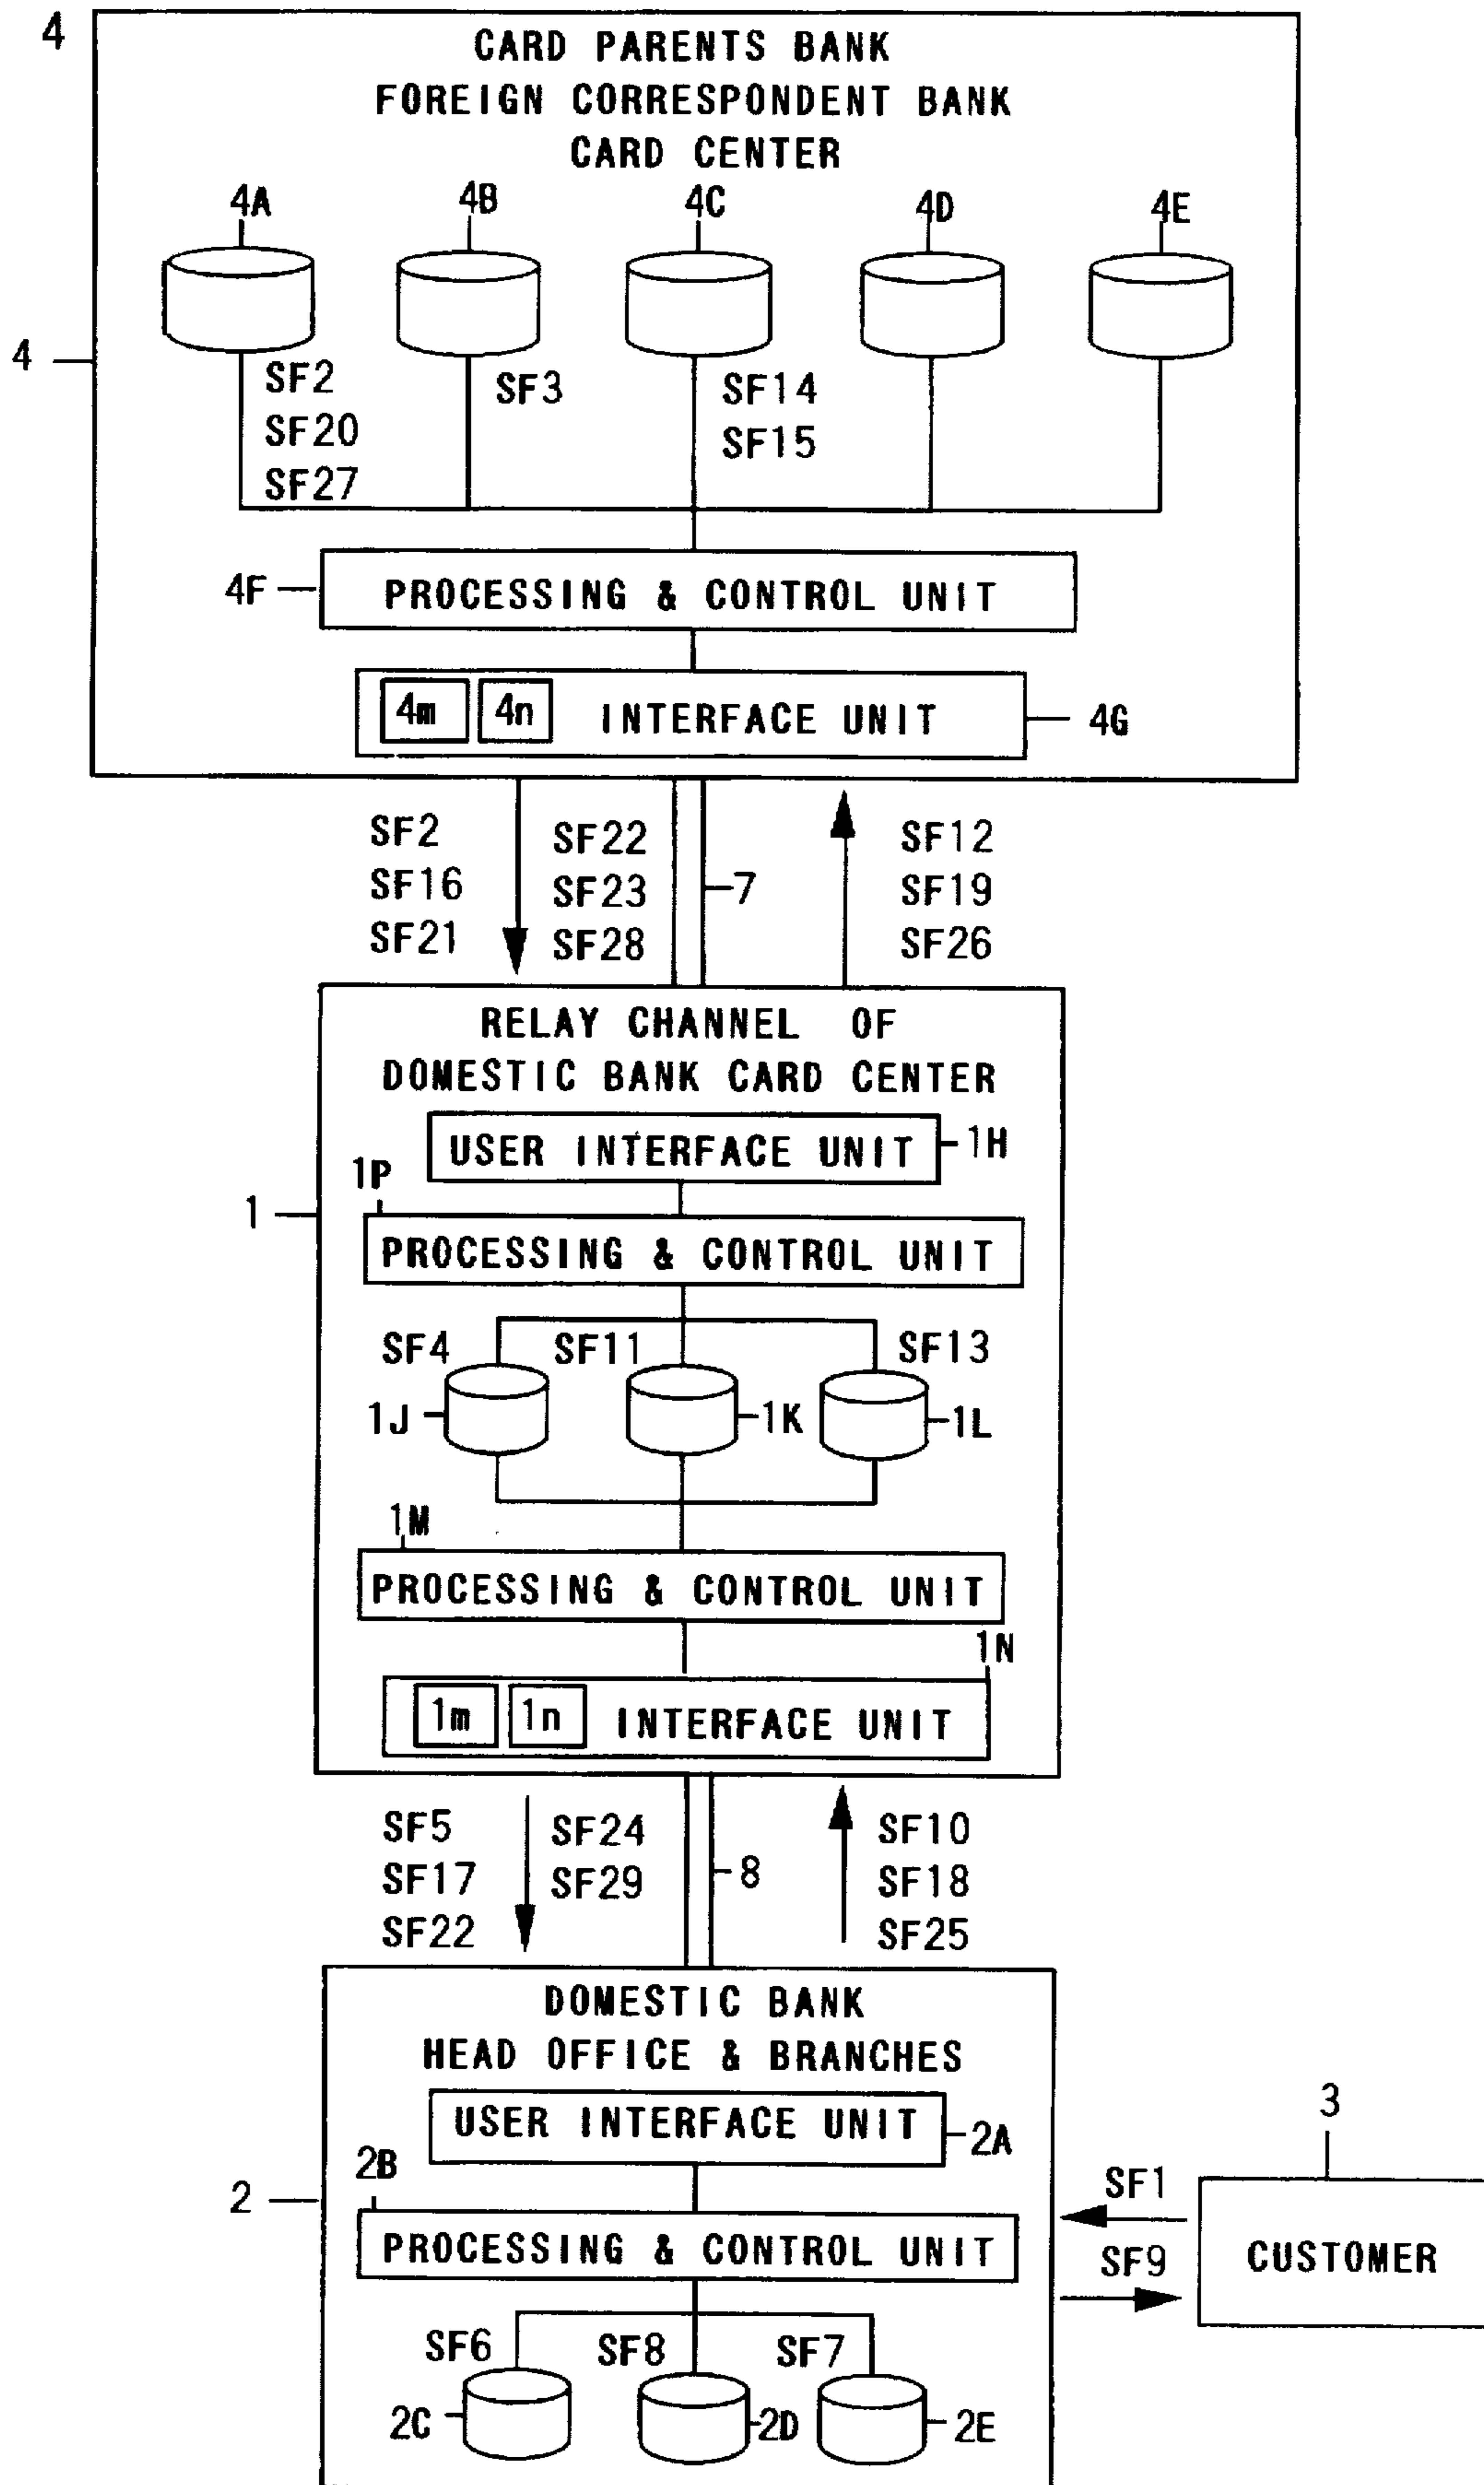 4
CARD PARENTS BANK
FOREIGN CORRESPONDENT BANK
CARD CENTER
4A 4B 4C 4D 4E
4
SF2 SF3 SF14
SF20 SF15
SF27
4F PROCESSING & CONTROL UNIT
4m 4n INTERFACE UNIT 4G
SF2 SF22 SF12
SF16 SF23 7 SF19
SF21 SF28 SF26
RELAY CHANNEL OF
DOMESTIC BANK CARD CENTER
USER INTERFACE UNIT 1H
1P
1
PROCESSING & CONTROL UNIT
SF4 SF11 SF13
1J 1K 1L
1M
PROCESSING & CONTROL UNIT
1N
1m 1n INTERFACE UNIT
SF5 SF24 SF10
SF17 SF29 8 SF18
SF22 SF25
DOMESTIC BANK
HEAD OFFICE & BRANCHES
USER INTERFACE UNIT 2A
3
2B
2
SF1
PROCESSING & CONTROL UNIT
SF9 CUSTOMER
SF6 SF8 SF7
2C 2D 2E